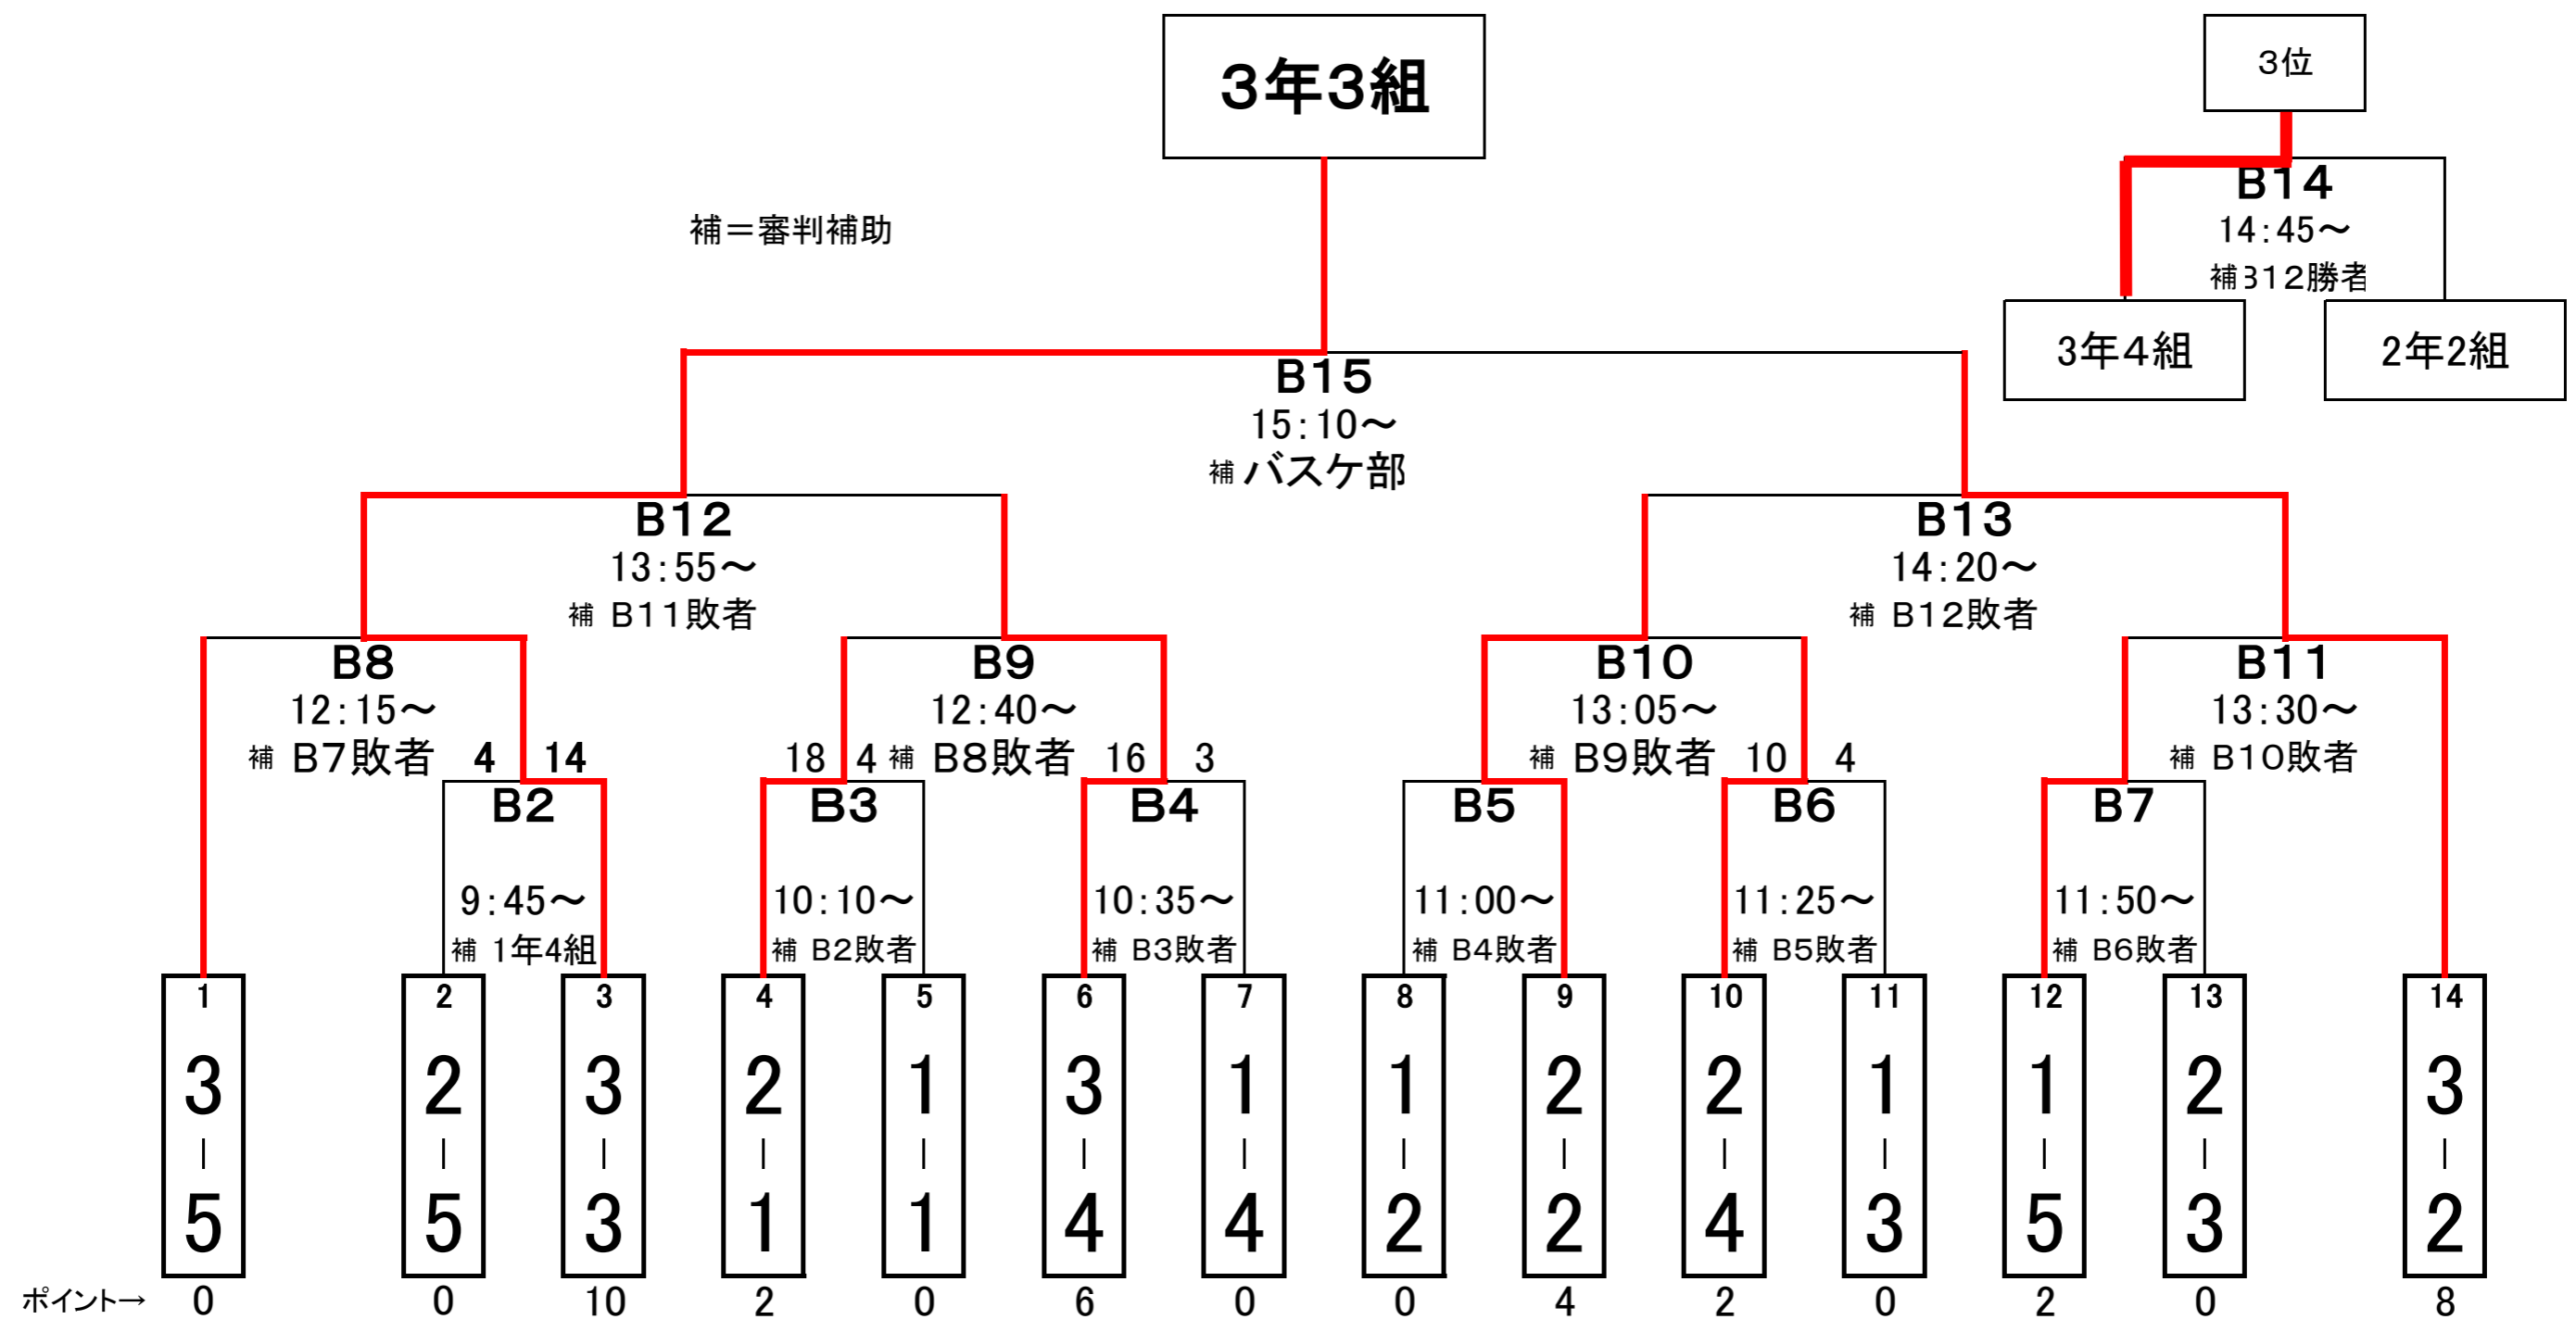 3年3組
3位
B14
14:45～
補 B12勝者
補＝審判補助
3年4組 2年2組
B15
15:10～
補 バスケ部
B12 B13
13:55～ 14:20～
補 B11敗者 補 B12敗者
B8 B9 B10 B11
12:15～ 12:40～ 13:05～ 13:30～
補 B7敗者 4 14 18 4 補 B8敗者 16 3 補 B9敗者 10 4 補 B10敗者
B2 B3 B4 B5 B6 B7
9:45～ 10:10～ 10:35～ 11:00～ 11:25～ 11:50～
補 1年4組 補 B2敗者 補 B3敗者 補 B4敗者 補 B5敗者 補 B6敗者
1 2 3 4 5 6 7 8 9 10 11 12 13 14
3 2 3 2 1 3 1 1 2 2 1 1 2 3
| | | | | | | | | | | | | |
5 5 3 1 1 4 4 2 2 4 3 5 3 2
ポイント→ 0 0 10 2 0 6 0 0 4 2 0 2 0 8